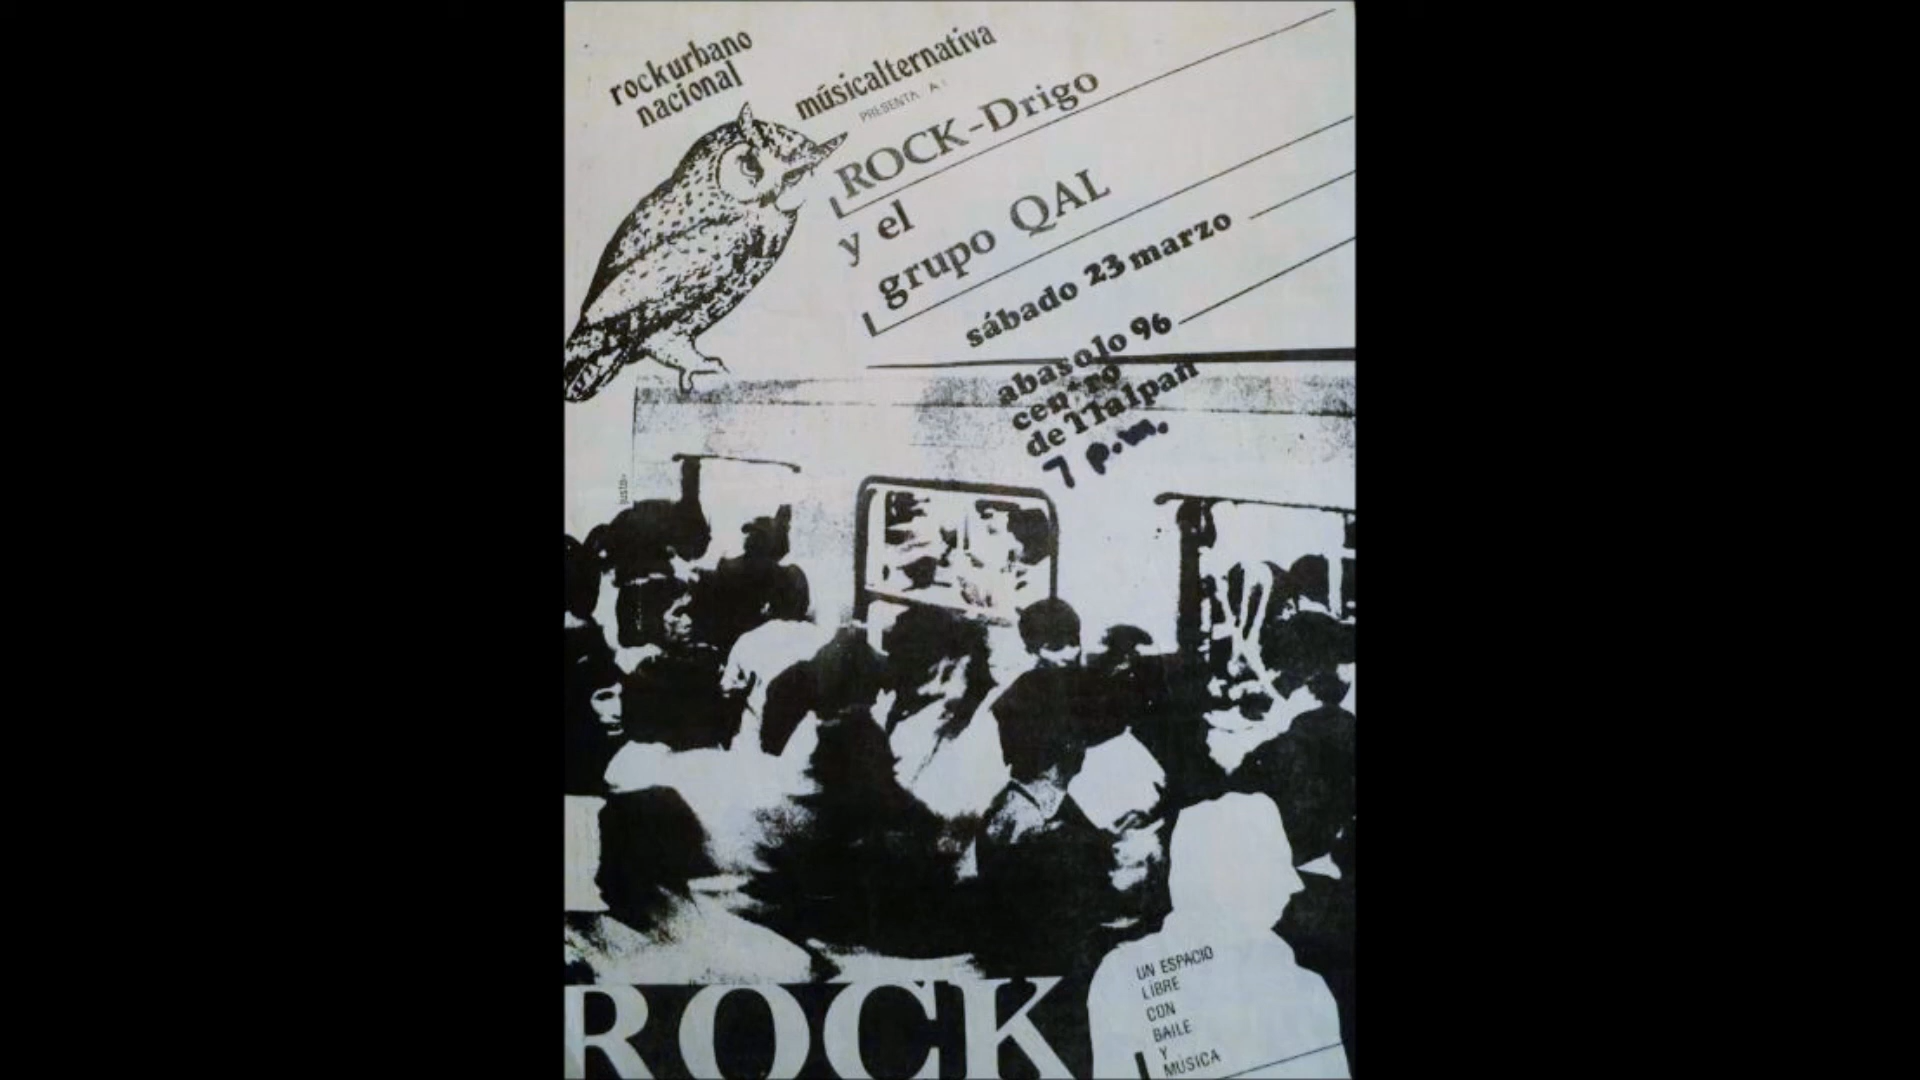 rockurbano
nacional
músicalternativa
PRESENTA A:
ROCK-Drigo
y el
grupo QAL
sábado 23 marzo
abasolo 96
centro
de Tlalpan
7 p.m.
justo-
ROCK
UN ESPACIO
LIBRE
CON
BAILE
Y
MÚSICA